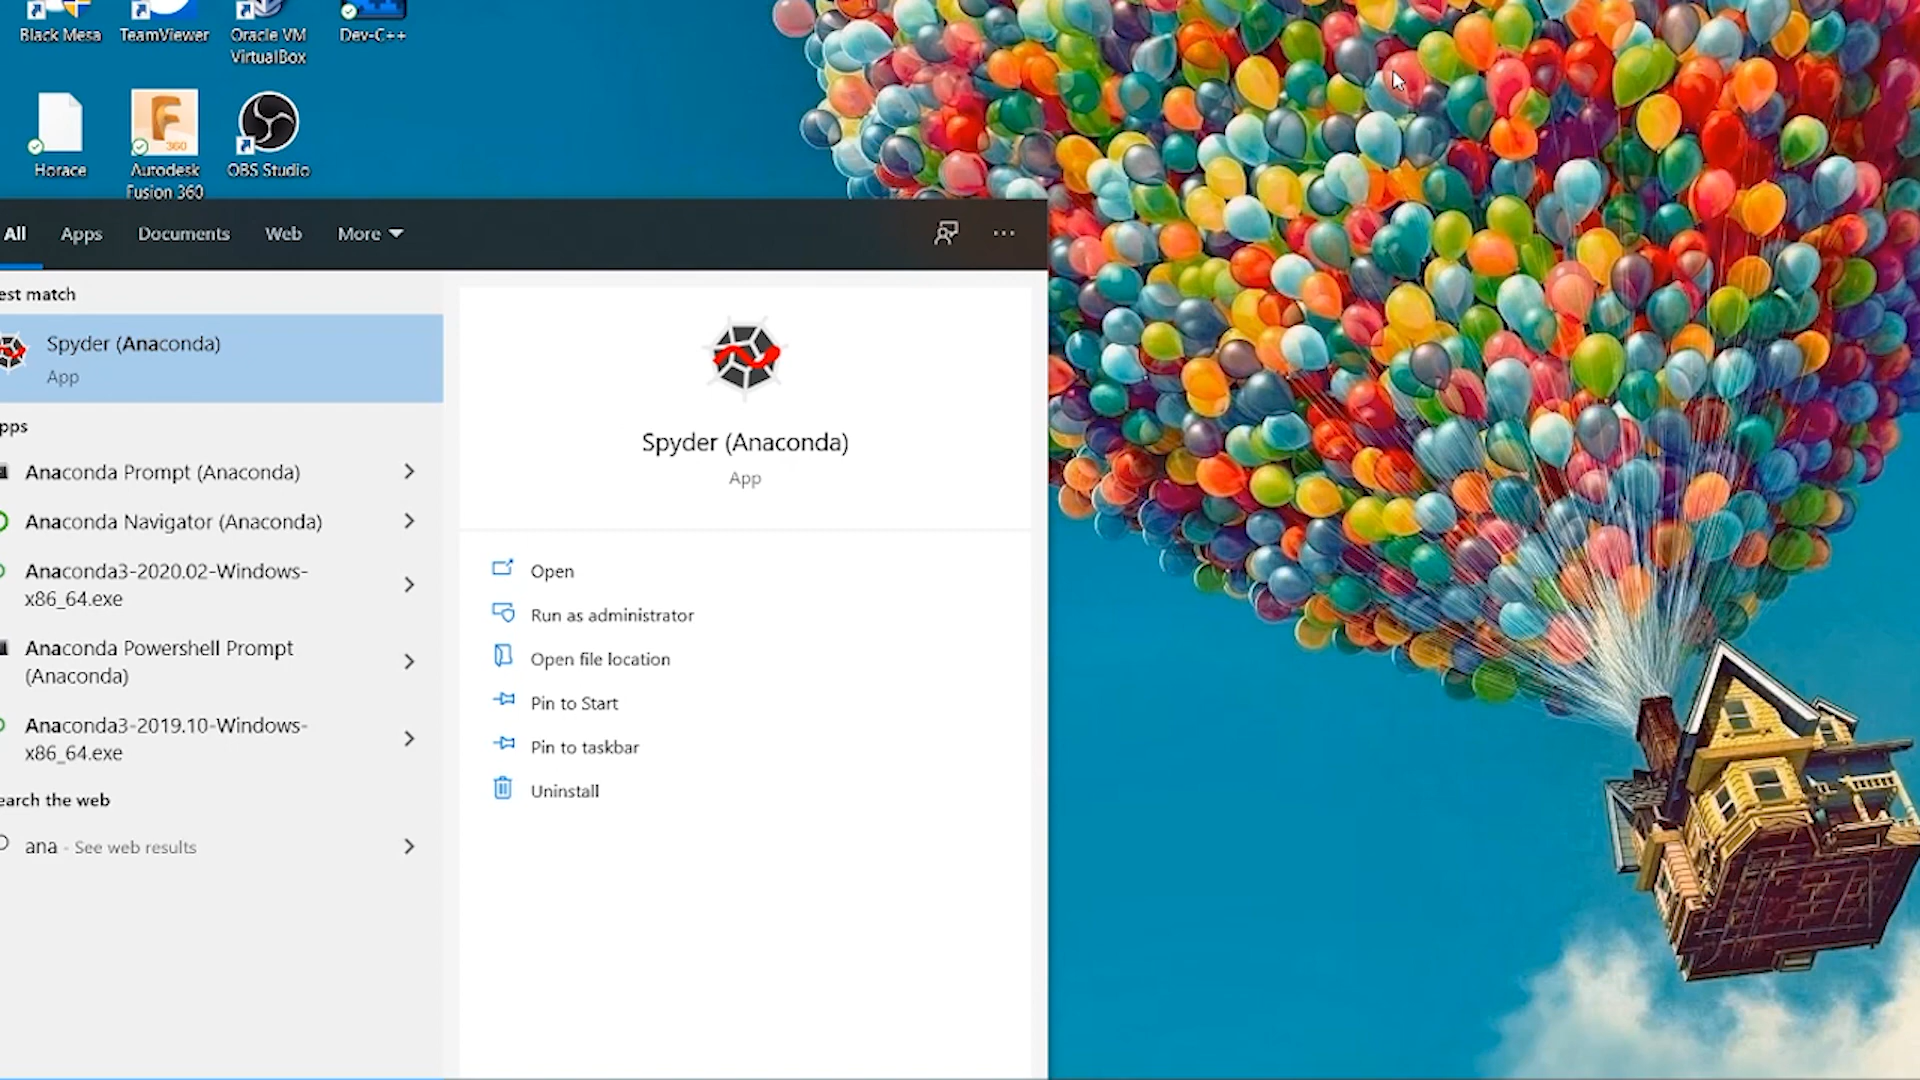 Black Mesa
TeamViewer
Oracle VM
VirtualBox
Dev-C++
Horace
360
Autodesk
Fusion 360
OBS Studio
All
Apps
Documents
Web
More
est match
Spyder (Anaconda)
App
pps
Anaconda Prompt (Anaconda)
Anaconda Navigator (Anaconda)
Anaconda3-2020.02-Windows-
x86_64.exe
Anaconda Powershell Prompt
(Anaconda)
Anaconda3-2019.10-Windows-
x86_64.exe
earch the web
ana - See web results
Spyder (Anaconda)
App
Open
Run as administrator
Open file location
Pin to Start
Pin to taskbar
Uninstall